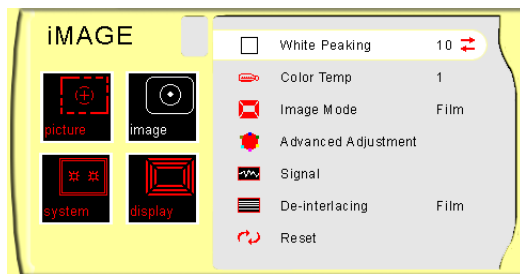 iMAGE
picture
image
system
display
White Peaking 10
Color Temp 1
Image Mode Film
Advanced Adjustment
Signal
De-interlacing Film
Reset